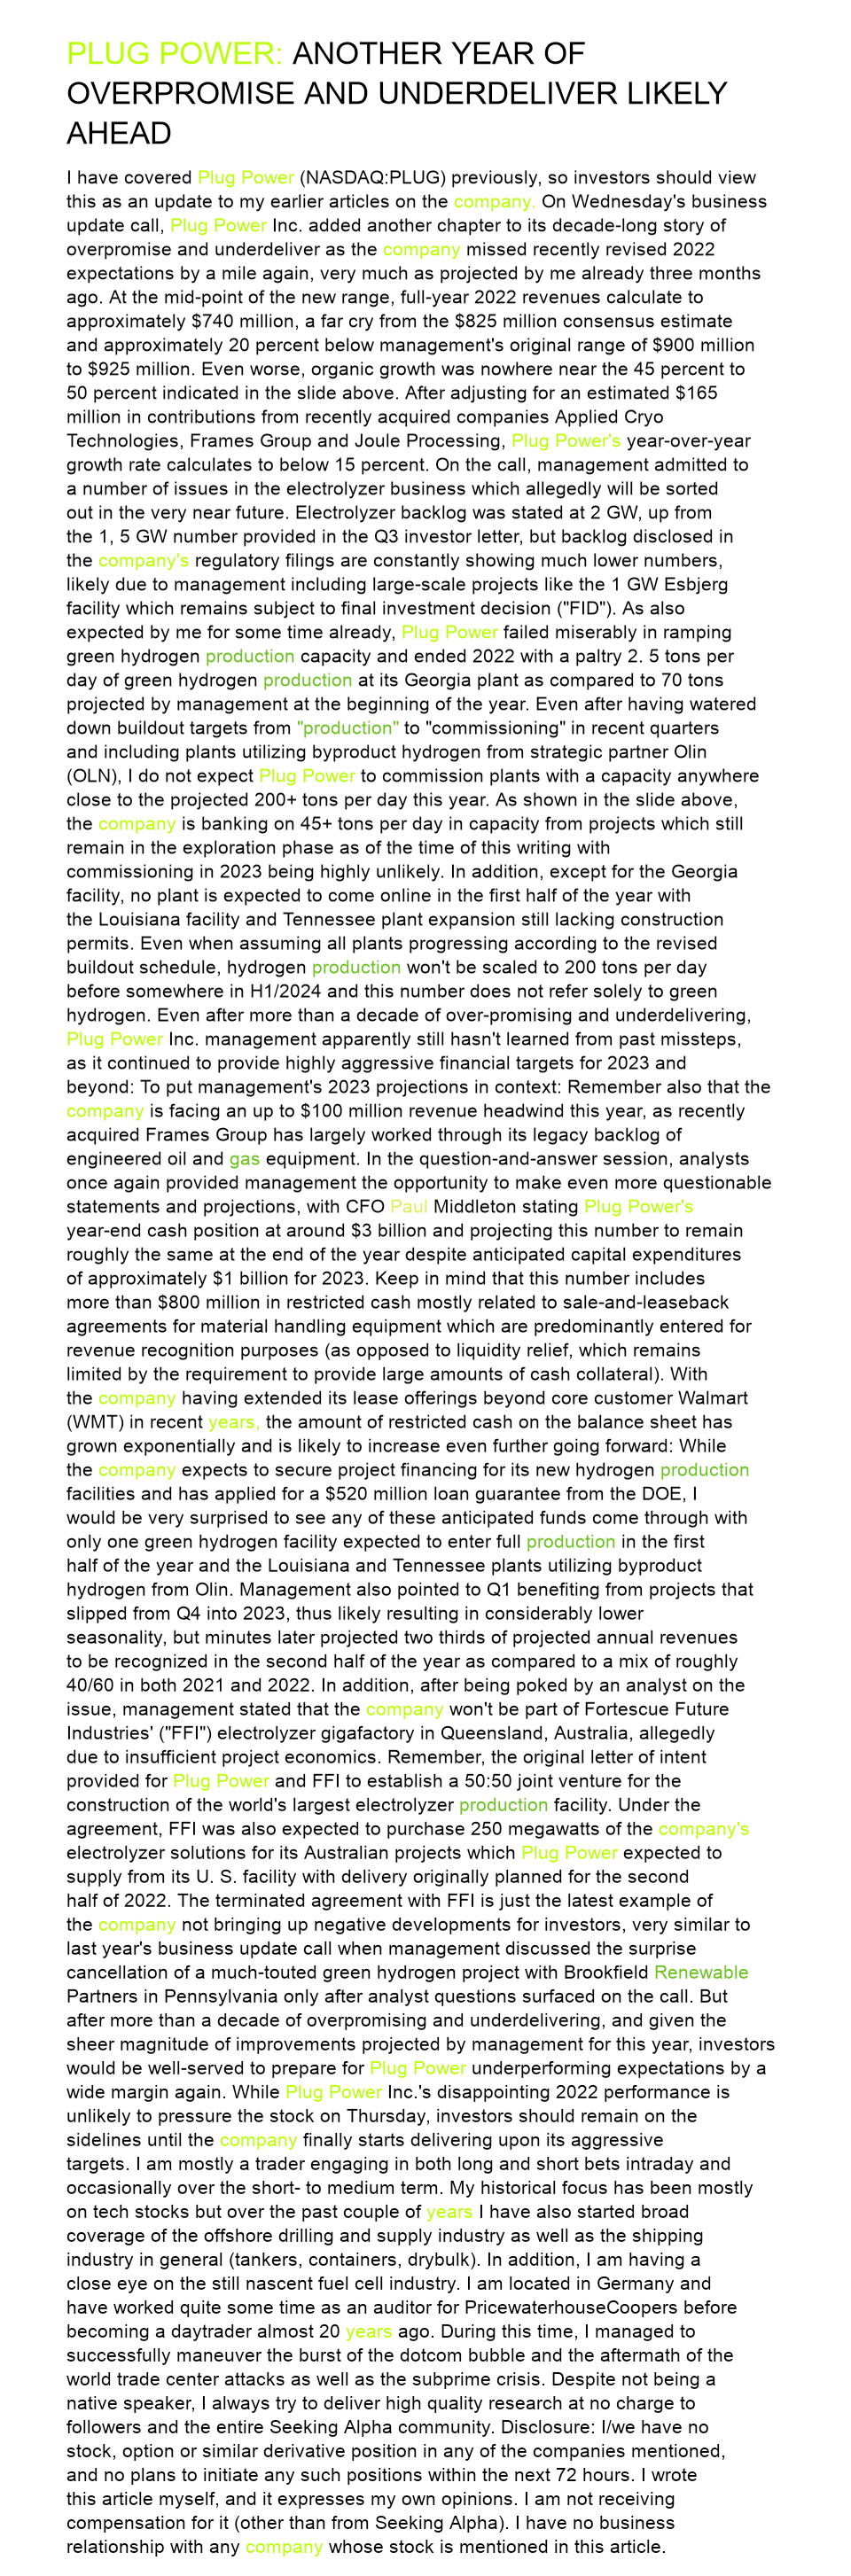 PLUG POWER: ANOTHER YEAR OF
OVERPROMISE AND UNDERDELIVER LIKELY
AHEAD
I have covered Plug Power (NASDAQ:PLUG) previously, so investors should view
this as an update to my earlier articles on the company. On Wednesday's business
update call, Plug Power Inc. added another chapter to its decade-long story of
overpromise and underdeliver as the company missed recently revised 2022
expectations by a mile again, very much as projected by me already three months
ago. At the mid-point of the new range, full-year 2022 revenues calculate to
approximately $740 million, a far cry from the $825 million consensus estimate
and approximately 20 percent below management's original range of $900 million
to $925 million. Even worse, organic growth was nowhere near the 45 percent to
50 percent indicated in the slide above. After adjusting for an estimated $165
million in contributions from recently acquired companies Applied Cryo
Technologies, Frames Group and Joule Processing, Plug Power's year-over-year
growth rate calculates to below 15 percent. On the call, management admitted to
a number of issues in the electrolyzer business which allegedly will be sorted
out in the very near future. Electrolyzer backlog was stated at 2 GW, up from
the 1, 5 GW number provided in the Q3 investor letter, but backlog disclosed in
the company's regulatory filings are constantly showing much lower numbers,
likely due to management including large-scale projects like the 1 GW Esbjerg
facility which remains subject to final investment decision ("FID"). As also
expected by me for some time already, Plug Power failed miserably in ramping
green hydrogen production capacity and ended 2022 with a paltry 2. 5 tons per
day of green hydrogen production at its Georgia plant as compared to 70 tons
projected by management at the beginning of the year. Even after having watered
down buildout targets from "production" to "commissioning" in recent quarters
and including plants utilizing byproduct hydrogen from strategic partner Olin
(OLN), I do not expect Plug Power to commission plants with a capacity anywhere
close to the projected 200+ tons per day this year. As shown in the slide above,
the company is banking on 45+ tons per day in capacity from projects which still
remain in the exploration phase as of the time of this writing with
commissioning in 2023 being highly unlikely. In addition, except for the Georgia
facility, no plant is expected to come online in the first half of the year with
the Louisiana facility and Tennessee plant expansion still lacking construction
permits. Even when assuming all plants progressing according to the revised
buildout schedule, hydrogen production won't be scaled to 200 tons per day
before somewhere in H1/2024 and this number does not refer solely to green
hydrogen. Even after more than a decade of over-promising and underdelivering,
Plug Power Inc. management apparently still hasn't learned from past missteps,
as it continued to provide highly aggressive financial targets for 2023 and
beyond: To put management's 2023 projections in context: Remember also that the
company is facing an up to $100 million revenue headwind this year, as recently
acquired Frames Group has largely worked through its legacy backlog of
engineered oil and gas equipment. In the question-and-answer session, analysts
once again provided management the opportunity to make even more questionable
statements and projections, with CFO Paul Middleton stating Plug Power's
year-end cash position at around $3 billion and projecting this number to remain
roughly the same at the end of the year despite anticipated capital expenditures
of approximately $1 billion for 2023. Keep in mind that this number includes
more than $800 million in restricted cash mostly related to sale-and-leaseback
agreements for material handling equipment which are predominantly entered for
revenue recognition purposes (as opposed to liquidity relief, which remains
limited by the requirement to provide large amounts of cash collateral). With
the company having extended its lease offerings beyond core customer Walmart
(WMT) in recent years, the amount of restricted cash on the balance sheet has
grown exponentially and is likely to increase even further going forward: While
the company expects to secure project financing for its new hydrogen production
facilities and has applied for a $520 million loan guarantee from the DOE, I
would be very surprised to see any of these anticipated funds come through with
only one green hydrogen facility expected to enter full production in the first
half of the year and the Louisiana and Tennessee plants utilizing byproduct
hydrogen from Olin. Management also pointed to Q1 benefiting from projects that
slipped from Q4 into 2023, thus likely resulting in considerably lower
seasonality, but minutes later projected two thirds of projected annual revenues
to be recognized in the second half of the year as compared to a mix of roughly
40/60 in both 2021 and 2022. In addition, after being poked by an analyst on the
issue, management stated that the company won't be part of Fortescue Future
Industries' ("FFI") electrolyzer gigafactory in Queensland, Australia, allegedly
due to insufficient project economics. Remember, the original letter of intent
provided for Plug Power and FFI to establish a 50:50 joint venture for the
construction of the world's largest electrolyzer production facility. Under the
agreement, FFI was also expected to purchase 250 megawatts of the company's
electrolyzer solutions for its Australian projects which Plug Power expected to
supply from its U. S. facility with delivery originally planned for the second
half of 2022. The terminated agreement with FFI is just the latest example of
the company not bringing up negative developments for investors, very similar to
last year's business update call when management discussed the surprise
cancellation of a much-touted green hydrogen project with Brookfield Renewable
Partners in Pennsylvania only after analyst questions surfaced on the call. But
after more than a decade of overpromising and underdelivering, and given the
sheer magnitude of improvements projected by management for this year, investors
would be well-served to prepare for Plug Power underperforming expectations by a
wide margin again. While Plug Power Inc.'s disappointing 2022 performance is
unlikely to pressure the stock on Thursday, investors should remain on the
sidelines until the company finally starts delivering upon its aggressive
targets. I am mostly a trader engaging in both long and short bets intraday and
occasionally over the short- to medium term. My historical focus has been mostly
on tech stocks but over the past couple of years I have also started broad
coverage of the offshore drilling and supply industry as well as the shipping
industry in general (tankers, containers, drybulk). In addition, I am having a
close eye on the still nascent fuel cell industry. I am located in Germany and
have worked quite some time as an auditor for PricewaterhouseCoopers before
becoming a daytrader almost 20 years ago. During this time, I managed to
successfully maneuver the burst of the dotcom bubble and the aftermath of the
world trade center attacks as well as the subprime crisis. Despite not being a
native speaker, I always try to deliver high quality research at no charge to
followers and the entire Seeking Alpha community. Disclosure: I/we have no
stock, option or similar derivative position in any of the companies mentioned,
and no plans to initiate any such positions within the next 72 hours. I wrote
this article myself, and it expresses my own opinions. I am not receiving
compensation for it (other than from Seeking Alpha). I have no business
relationship with any company whose stock is mentioned in this article.